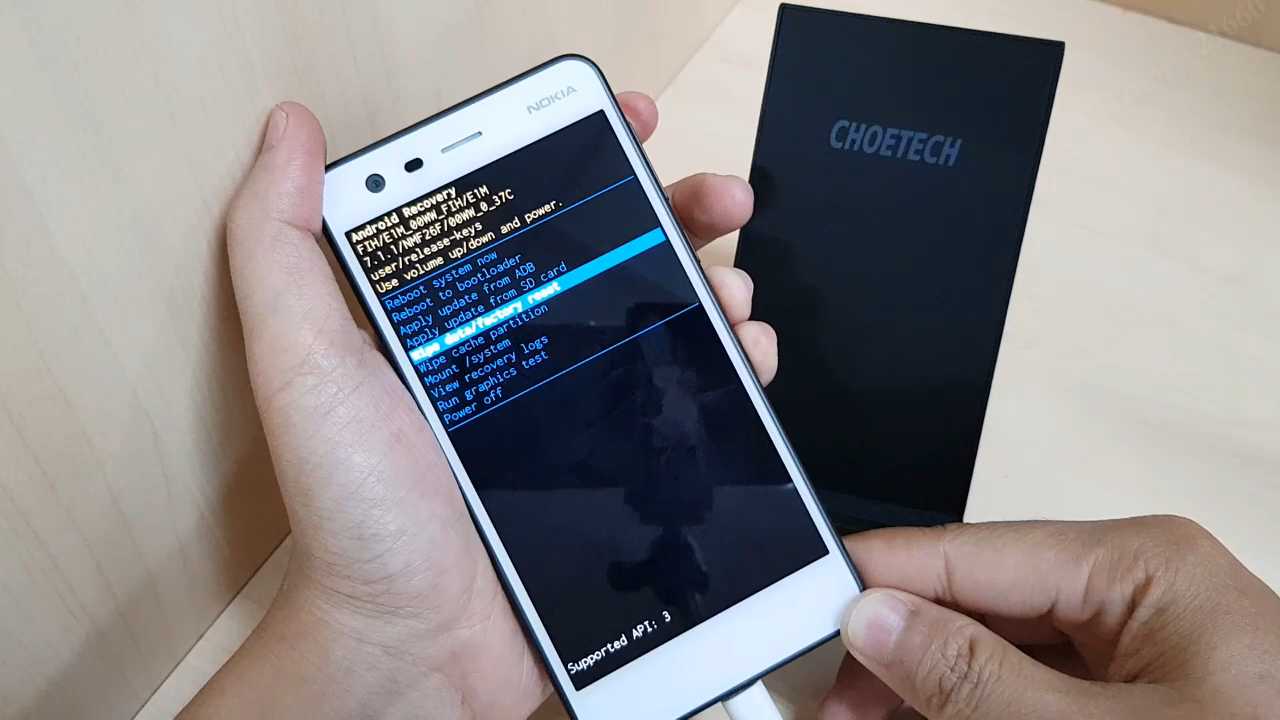 NOKIA
CHOETECH
Android Recovery
FIH/E1M_00WW_FIH/E1M
7.1.1/NMF26F/00WW_0_37C
user/release-keys
Use volume up/down and power.
Reboot system now
Reboot to bootloader
Apply update from ADB
Apply update from SD card
Wipe data/factory reset
Wipe cache partition
Mount /system
View recovery logs
Run graphics test
Power off
Supported API: 3